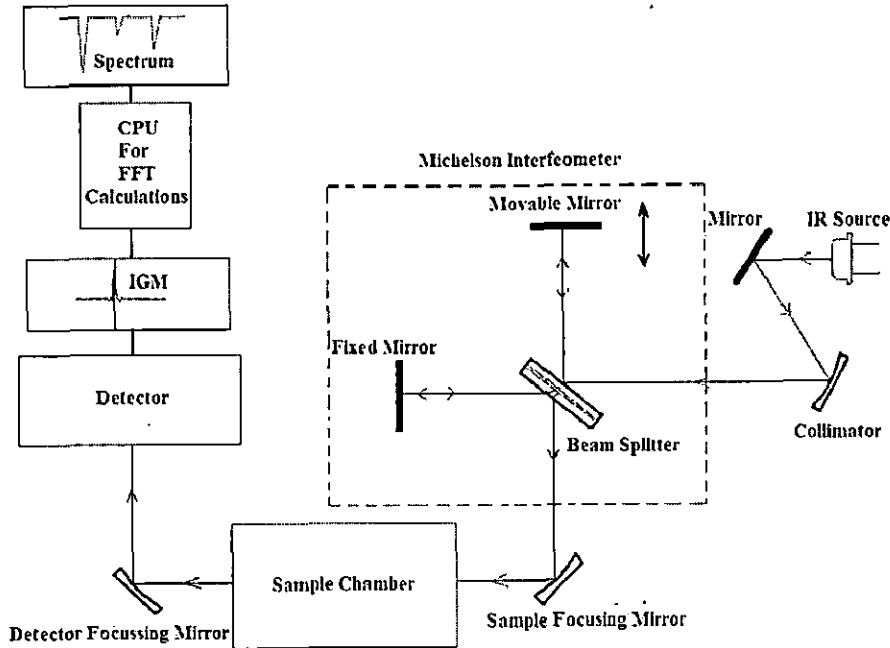 Spectrum
CPU
For
FFT
Calculations
Michelson Interfeometer
Movable Mirror
Mirror
IR Source
IGM
Fixed Mirror
Detector
Beam Splitter
Collimator
Sample Chamber
Detector Focussing Mirror
Sample Focusing Mirror